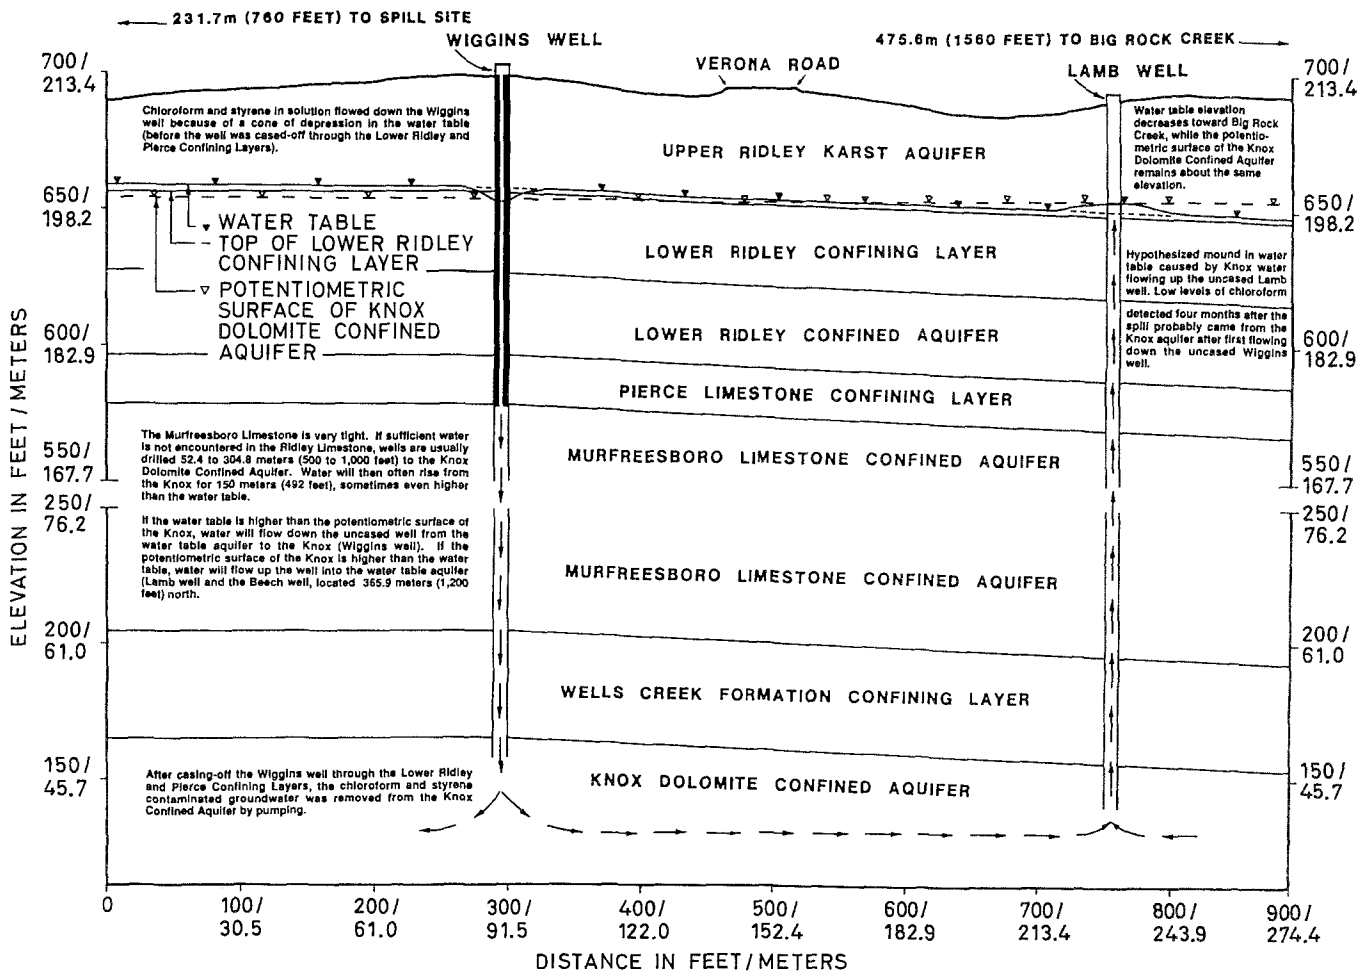 231.7m (760 FEET) TO SPILL SITE
WIGGINS WELL
475.6m (1560 FEET) TO BIG ROCK CREEK
VERONA ROAD
LAMB WELL
700/
213.4
700/
213.4
Chloroform and styrene in solution flowed down the Wiggins
well because of a cone of depression in the water table
(before the well was cased-off through the Lower Ridley and
Pierce Confining Layers).
Water table elevation
decreases toward Big Rock
Creek, while the potentio-
metric surface of the Knox
Dolomite Confined Aquifer
remains about the same
elevation.
UPPER RIDLEY KARST AQUIFER
650/
198.2
650/
198.2
WATER TABLE
TOP OF LOWER RIDLEY
CONFINING LAYER
POTENTIOMETRIC
SURFACE OF KNOX
DOLOMITE CONFINED
AQUIFER
LOWER RIDLEY CONFINING LAYER
Hypothesized mound in water
table caused by Knox water
flowing up the uncased Lamb
well. Low levels of chloroform
detected four months after the
spill probably came from the
Knox aquifer after first flowing
down the uncased Wiggins
well.
LOWER RIDLEY CONFINED AQUIFER
600/
182.9
600/
182.9
PIERCE LIMESTONE CONFINING LAYER
The Murfreesboro Limestone is very tight. If sufficient water
is not encountered in the Ridley Limestone, wells are usually
drilled 52.4 to 304.8 meters (500 to 1,000 feet) to the Knox
Dolomite Confined Aquifer. Water will then often rise from
the Knox for 150 meters (492 feet), sometimes even higher
than the water table.
MURFREESBORO LIMESTONE CONFINED AQUIFER
550/
167.7
550/
167.7
250/
76.2
250/
76.2
If the water table is higher than the potentiometric surface of
the Knox, water will flow down the uncased well from the
water table aquifer to the Knox (Wiggins well). If the
potentiometric surface of the Knox is higher than the water
table, water will flow up the well into the water table aquifer
(Lamb well and the Beech well, located 365.9 meters (1,200
feet) north.
MURFREESBORO LIMESTONE CONFINED AQUIFER
200/
61.0
200/
61.0
WELLS CREEK FORMATION CONFINING LAYER
150/
45.7
150/
45.7
After casing-off the Wiggins well through the Lower Ridley
and Pierce Confining Layers, the chloroform and styrene
contaminated groundwater was removed from the Knox
Confined Aquifer by pumping.
KNOX DOLOMITE CONFINED AQUIFER
ELEVATION IN FEET/METERS
0
100/
30.5
200/
61.0
300/
91.5
400/
122.0
500/
152.4
600/
182.9
700/
213.4
800/
243.9
900/
274.4
DISTANCE IN FEET/METERS